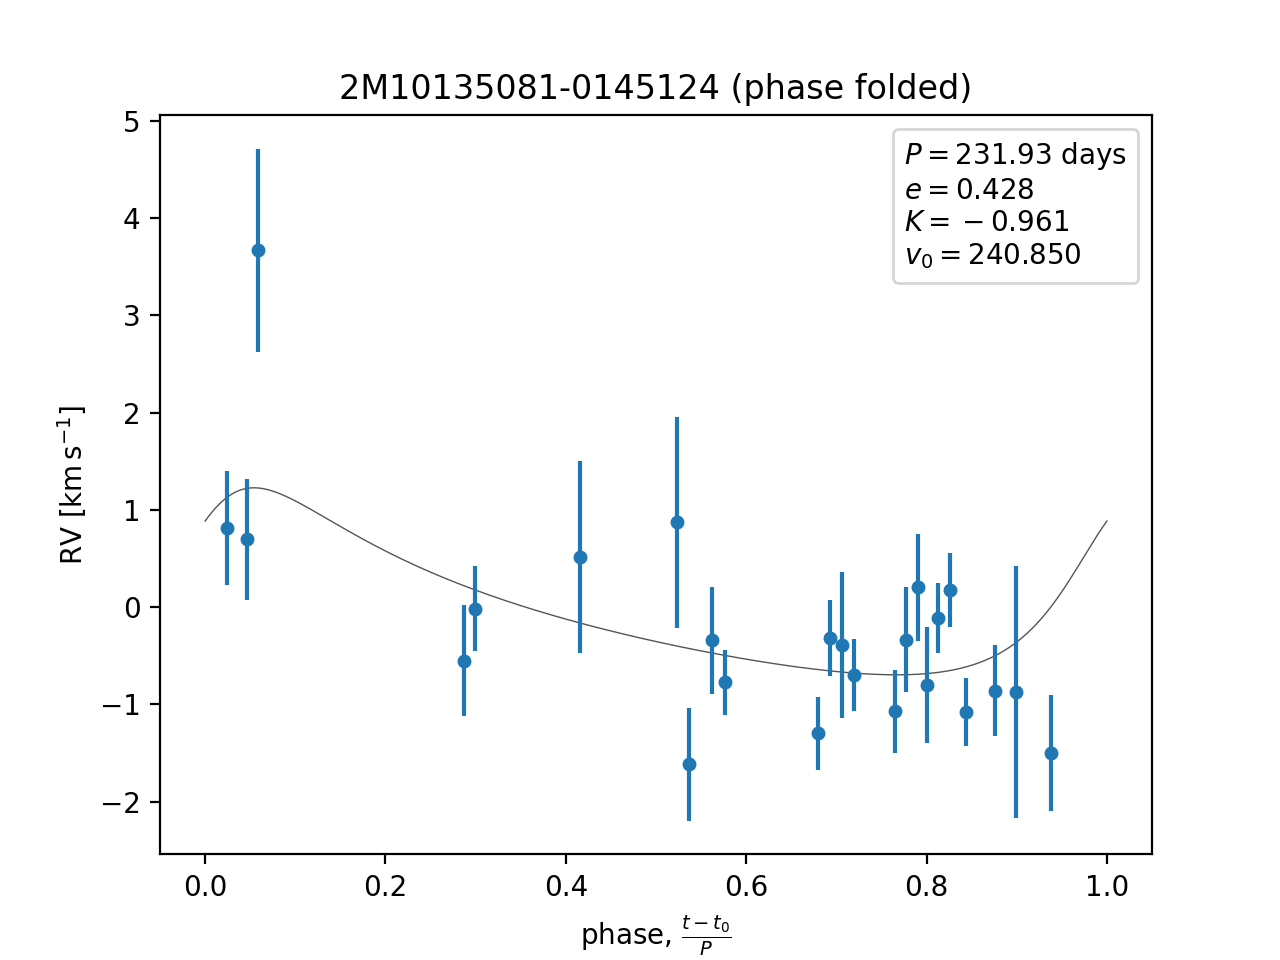 2M10135081-0145124 (phase folded)
P = 231.93 days
e = 0.428
K = −0.961
v₀ = 240.850
5
4
3
2
1
0
−1
−2
RV [km s⁻¹]
0.0 0.2 0.4 0.6 0.8 1.0
phase, (t − t₀)/P